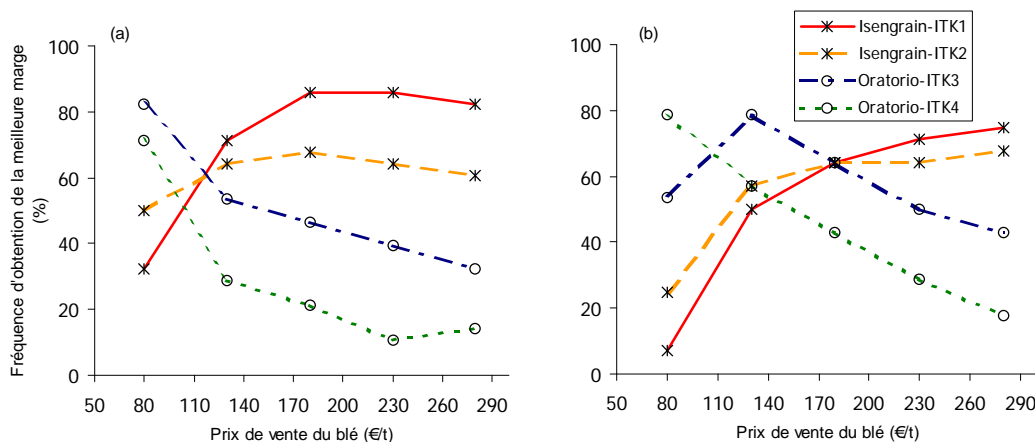 (a)
Fréquence d'obtention de la meilleure marge
(%)
100
80
60
40
20
0
50 80 110 140 170 200 230 260 290
Prix de vente du blé (€/t)
(b)
Isengrain-ITK1
Isengrain-ITK2
Oratorio-ITK3
Oratorio-ITK4
100
80
60
40
20
0
50 80 110 140 170 200 230 260 290
Prix de vente du blé (€/t)